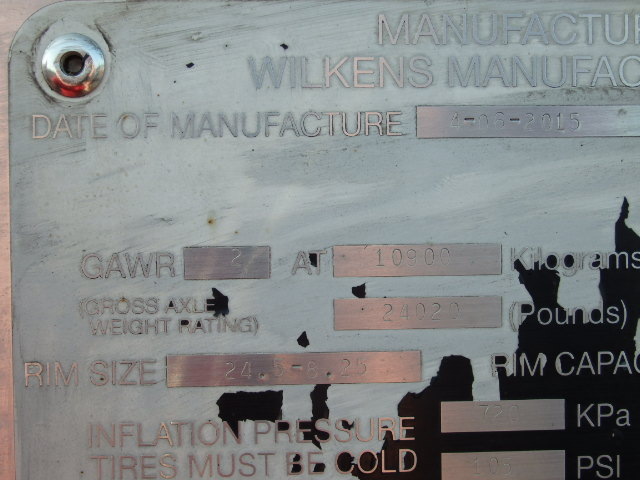 MANUFACTUR
WILKENS MANUFAC
DATE OF MANUFACTURE 4-08-2015
GAWR 2 AT 10900 Kilograms
(GROSS AXLE WEIGHT RATING) 24020 (Pounds)
RIM SIZE 24.5-8.25 RIM CAPAC
INFLATION PRESSURE 720 KPa
TIRES MUST BE COLD 105 PSI